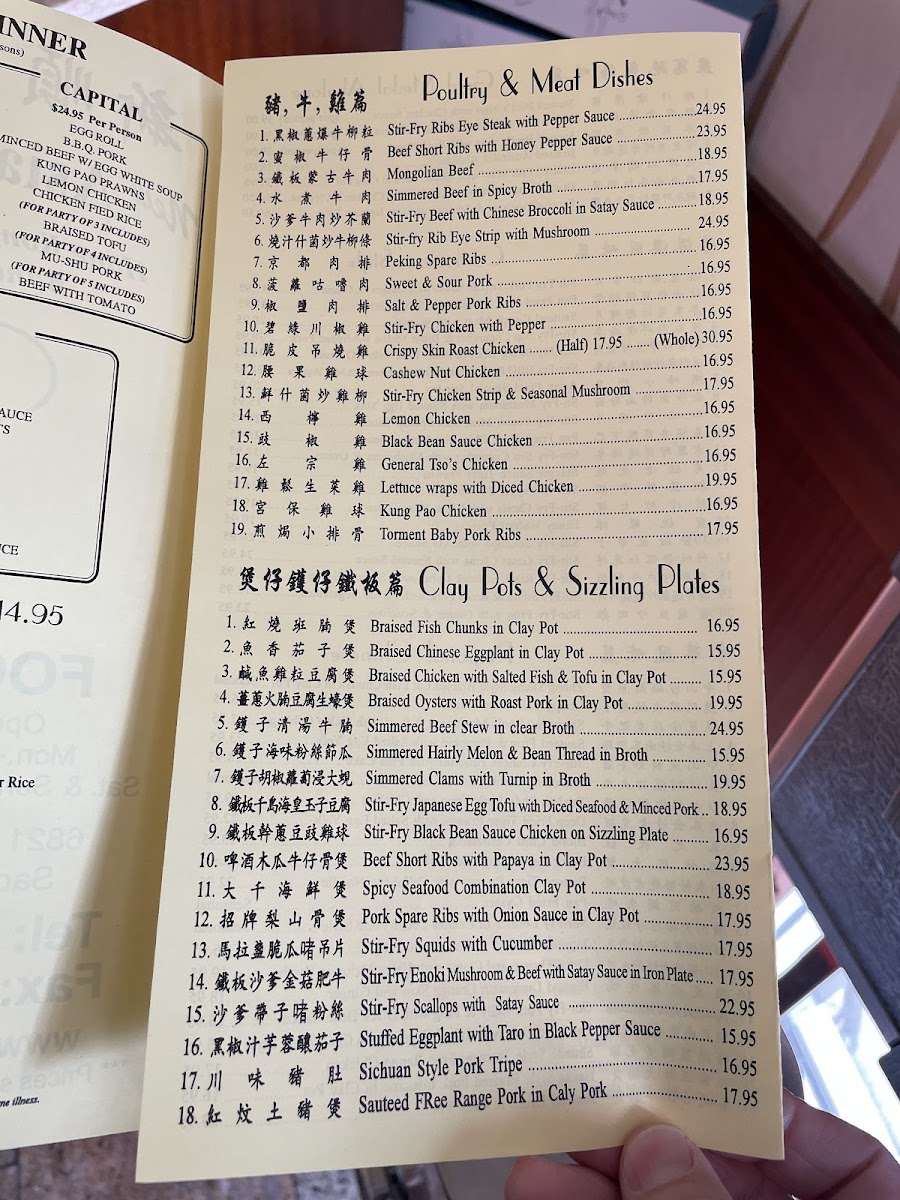 INNER
sons)
CAPITAL
$24.95 Per Person
EGG ROLL
B.B.Q. PORK
MINCED BEEF W/ EGG WHITE SOUP
KUNG PAO PRAWNS
LEMON CHICKEN
CHICKEN FIED RICE
(FOR PARTY OF 3 INCLUDES)
BRAISED TOFU
(FOR PARTY OF 4 INCLUDES)
MU-SHU PORK
(FOR PARTY OF 5 INCLUDES)
BEEF WITH TOMATO
AUCE
TS
CE
14.95
r Rice
me illness.
豬, 牛, 雞篇 Poultry & Meat Dishes
1. 黑椒蔥爆牛柳粒 Stir-Fry Ribs Eye Steak with Pepper Sauce 24.95
2. 蜜椒牛仔骨 Beef Short Ribs with Honey Pepper Sauce 23.95
3. 鐵板蒙古牛肉 Mongolian Beef 18.95
4. 水煮牛肉 Simmered Beef in Spicy Broth 17.95
5. 沙爹牛肉炒芥蘭 Stir-Fry Beef with Chinese Broccoli in Satay Sauce 18.95
6. 燒汁什菌炒牛柳條 Stir-fry Rib Eye Strip with Mushroom 24.95
7. 京都肉排 Peking Spare Ribs 16.95
8. 菠蘿咕嚕肉 Sweet & Sour Pork 16.95
9. 椒鹽肉排 Salt & Pepper Pork Ribs 16.95
10. 碧綠川椒雞 Stir-Fry Chicken with Pepper 16.95
11. 脆皮吊燒雞 Crispy Skin Roast Chicken ....... (Half) 17.95 ....... (Whole) 30.95
12. 腰果雞球 Cashew Nut Chicken 16.95
13. 鮮什菌炒雞柳 Stir-Fry Chicken Strip & Seasonal Mushroom 17.95
14. 西檸雞 Lemon Chicken 16.95
15. 豉椒雞 Black Bean Sauce Chicken 16.95
16. 左宗雞 General Tso's Chicken 16.95
17. 雞鬆生菜雞 Lettuce wraps with Diced Chicken 19.95
18. 宮保雞球 Kung Pao Chicken 16.95
19. 煎焗小排骨 Torment Baby Pork Ribs 17.95
煲仔鑊仔鐵板篇 Clay Pots & Sizzling Plates
1. 紅燒班腩煲 Braised Fish Chunks in Clay Pot 16.95
2. 魚香茄子煲 Braised Chinese Eggplant in Clay Pot 15.95
3. 鹹魚雞粒豆腐煲 Braised Chicken with Salted Fish & Tofu in Clay Pot 15.95
4. 薑蔥火腩豆腐生蠔煲 Braised Oysters with Roast Pork in Clay Pot 19.95
5. 鑊子清湯牛腩 Simmered Beef Stew in clear Broth 24.95
6. 鑊子海味粉絲節瓜 Simmered Hairly Melon & Bean Thread in Broth 15.95
7. 鑊子胡椒蘿蔔浸大蜆 Simmered Clams with Turnip in Broth 19.95
8. 鐵板千島海皇玉子豆腐 Stir-Fry Japanese Egg Tofu with Diced Seafood & Minced Pork .. 18.95
9. 鐵板幹蔥豆豉雞球 Stir-Fry Black Bean Sauce Chicken on Sizzling Plate 16.95
10. 啤酒木瓜牛仔骨煲 Beef Short Ribs with Papaya in Clay Pot 23.95
11. 大千海鮮煲 Spicy Seafood Combination Clay Pot 18.95
12. 招牌梨山骨煲 Pork Spare Ribs with Onion Sauce in Clay Pot 17.95
13. 馬拉盞脆瓜啫吊片 Stir-Fry Squids with Cucumber 17.95
14. 鐵板沙爹金菇肥牛 Stir-Fry Enoki Mushroom & Beef with Satay Sauce in Iron Plate 17.95
15. 沙爹帶子啫粉絲 Stir-Fry Scallops with Satay Sauce 22.95
16. 黑椒汁芋蓉釀茄子 Stuffed Eggplant with Taro in Black Pepper Sauce 15.95
17. 川味豬肚 Sichuan Style Pork Tripe 16.95
18. 紅炆土豬煲 Sauteed FRee Range Pork in Caly Pork 17.95